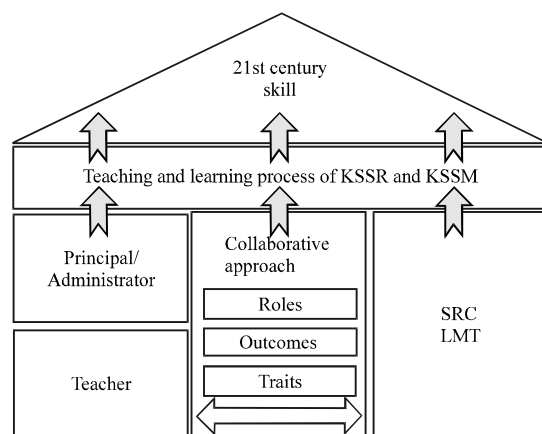 21st century
skill
Teaching and learning process of KSSR and KSSM
Principal/
Administrator
Teacher
Collaborative
approach
Roles
Outcomes
Traits
SRC
LMT